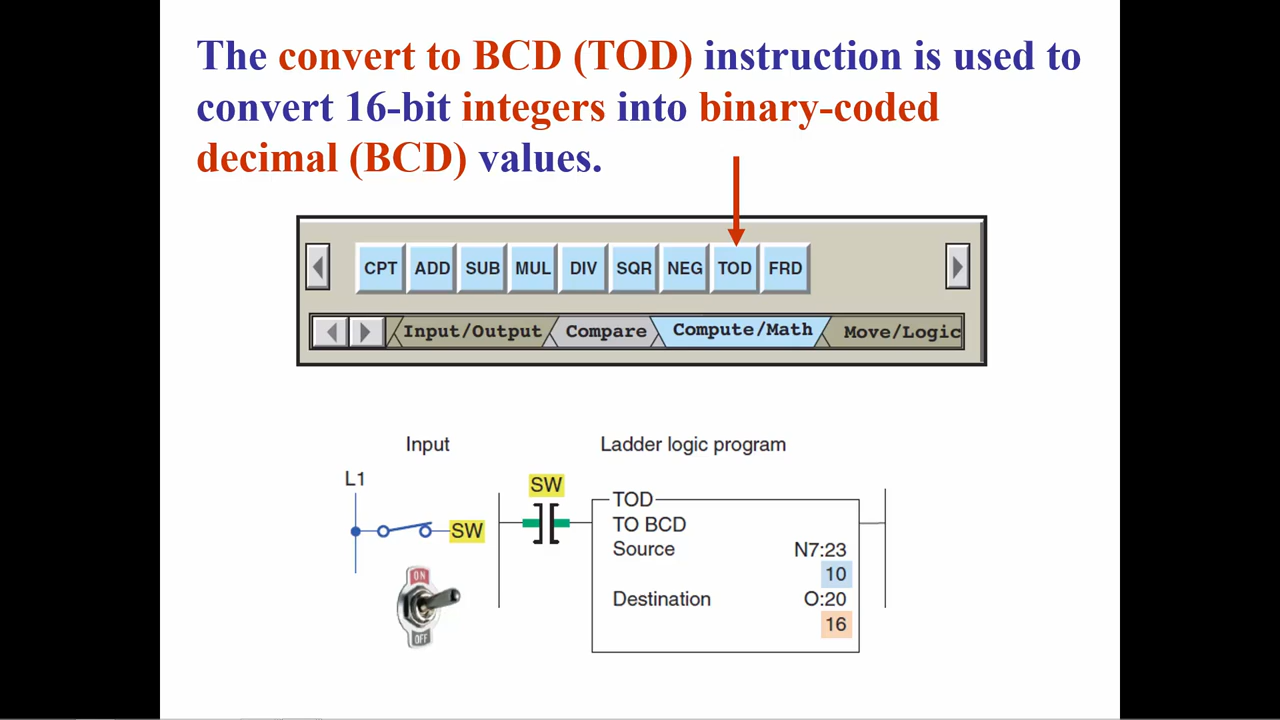 The convert to BCD (TOD) instruction is used to
convert 16-bit integers into binary-coded
decimal (BCD) values.
CPT ADD SUB MUL DIV SQR NEG TOD FRD
Input/Output Compare Compute/Math Move/Logic
Input Ladder logic program
L1
SW
SW
ON
OFF
TOD
TO BCD
Source N7:23
10
Destination O:20
16